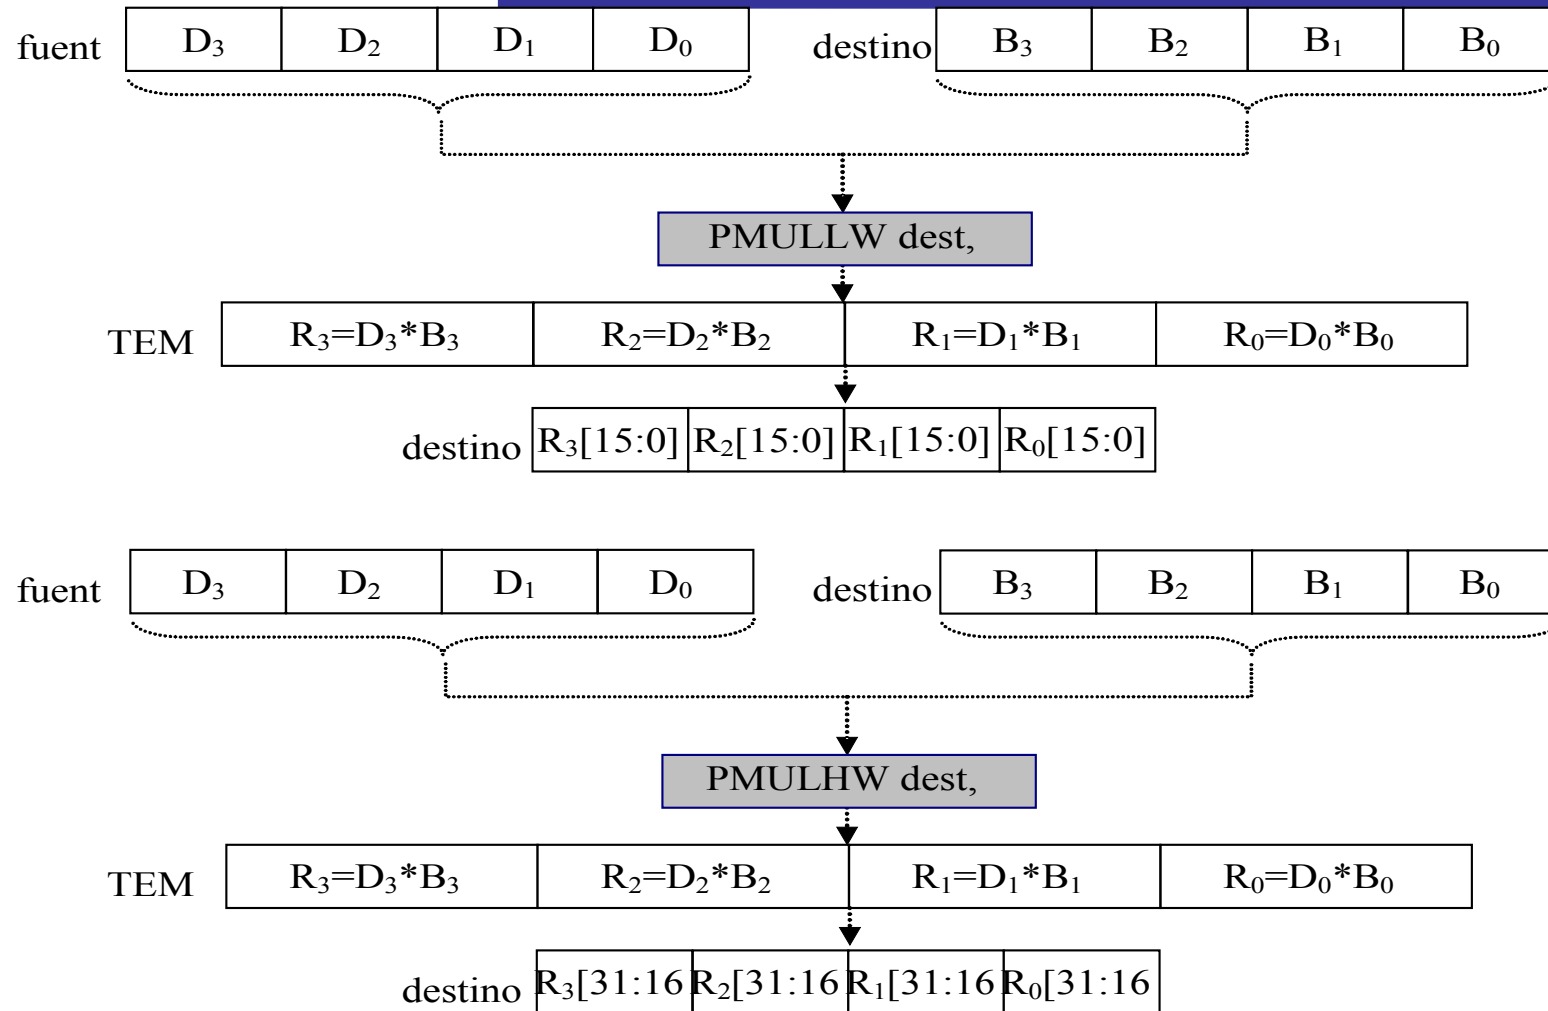 fuent D₃ D₂ D₁ D₀ destino B₃ B₂ B₁ B₀
PMULLW dest,
TEM R₃=D₃*B₃ R₂=D₂*B₂ R₁=D₁*B₁ R₀=D₀*B₀
destino R₃[15:0] R₂[15:0] R₁[15:0] R₀[15:0]
fuent D₃ D₂ D₁ D₀ destino B₃ B₂ B₁ B₀
PMULHW dest,
TEM R₃=D₃*B₃ R₂=D₂*B₂ R₁=D₁*B₁ R₀=D₀*B₀
destino R₃[31:16 R₂[31:16 R₁[31:16 R₀[31:16